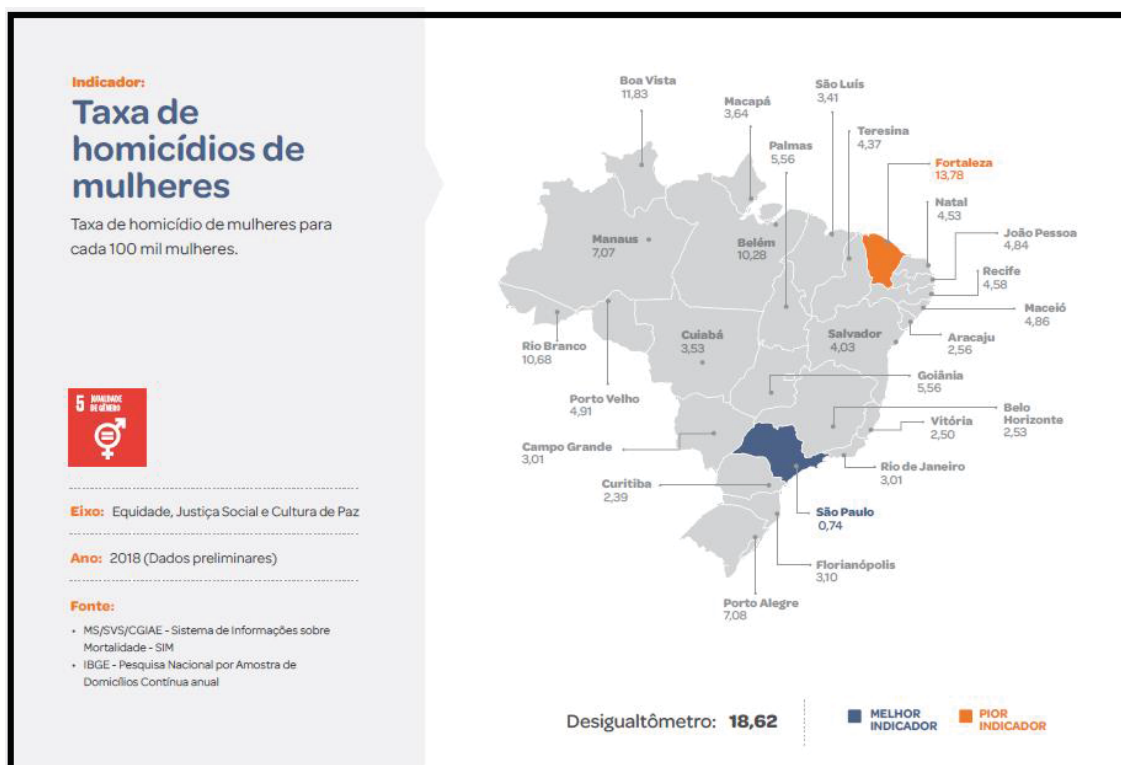 Indicador:
Taxa de
homicídios de
mulheres
Taxa de homicídio de mulheres para
cada 100 mil mulheres.
5 IGUALDADE
DE GÊNERO
Eixo: Equidade, Justiça Social e Cultura de Paz
Ano: 2018 (Dados preliminares)
Fonte:
• MS/SVS/CGIAE - Sistema de Informações sobre
Mortalidade - SIM
• IBGE - Pesquisa Nacional por Amostra de
Domicílios Contínua anual
Boa Vista
11,83
Macapá
3,64
São Luís
3,41
Teresina
4,37
Palmas
5,56
Fortaleza
13,78
Natal
4,53
João Pessoa
4,84
Manaus
7,07
Belém
10,28
Recife
4,58
Maceió
4,86
Rio Branco
10,68
Cuiabá
3,53
Salvador
4,03
Aracaju
2,56
Porto Velho
4,91
Goiânia
5,56
Belo
Horizonte
2,53
Vitória
2,50
Campo Grande
3,01
Rio de Janeiro
3,01
Curitiba
2,39
São Paulo
0,74
Florianópolis
3,10
Porto Alegre
7,08
Desigualtômetro: 18,62
MELHOR
INDICADOR
PIOR
INDICADOR